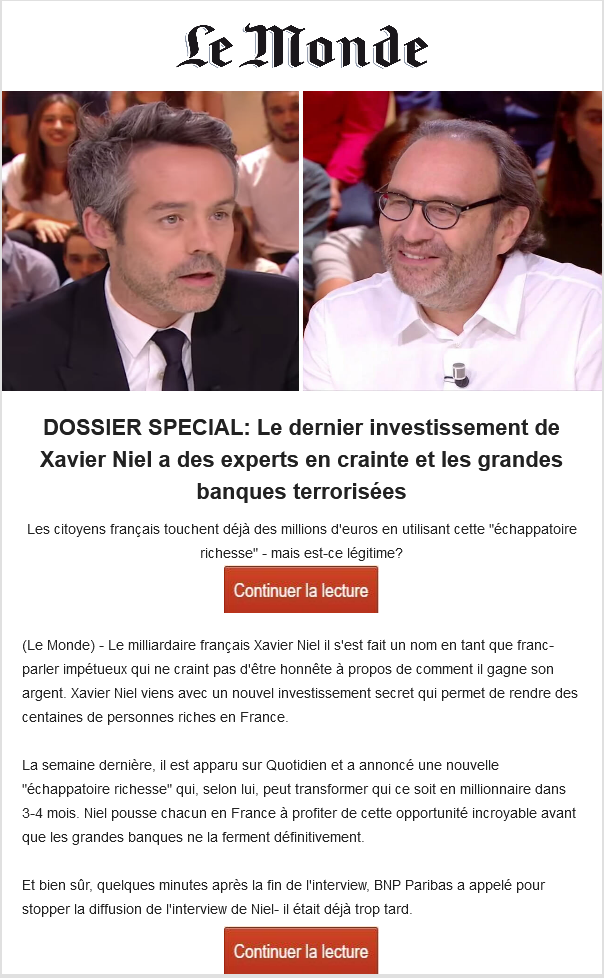 Le Monde
DOSSIER SPECIAL: Le dernier investissement de
Xavier Niel a des experts en crainte et les grandes
banques terrorisées
Les citoyens français touchent déjà des millions d'euros en utilisant cette "échappatoire
richesse" - mais est-ce légitime?
Continuer la lecture
(Le Monde) - Le milliardaire français Xavier Niel il s'est fait un nom en tant que franc-
parler impétueux qui ne craint pas d'être honnête à propos de comment il gagne son
argent. Xavier Niel viens avec un nouvel investissement secret qui permet de rendre des
centaines de personnes riches en France.
La semaine dernière, il est apparu sur Quotidien et a annoncé une nouvelle
"échappatoire richesse" qui, selon lui, peut transformer qui ce soit en millionnaire dans
3-4 mois. Niel pousse chacun en France à profiter de cette opportunité incroyable avant
que les grandes banques ne la ferment définitivement.
Et bien sûr, quelques minutes après la fin de l'interview, BNP Paribas a appelé pour
stopper la diffusion de l'interview de Niel- il était déjà trop tard.
Continuer la lecture